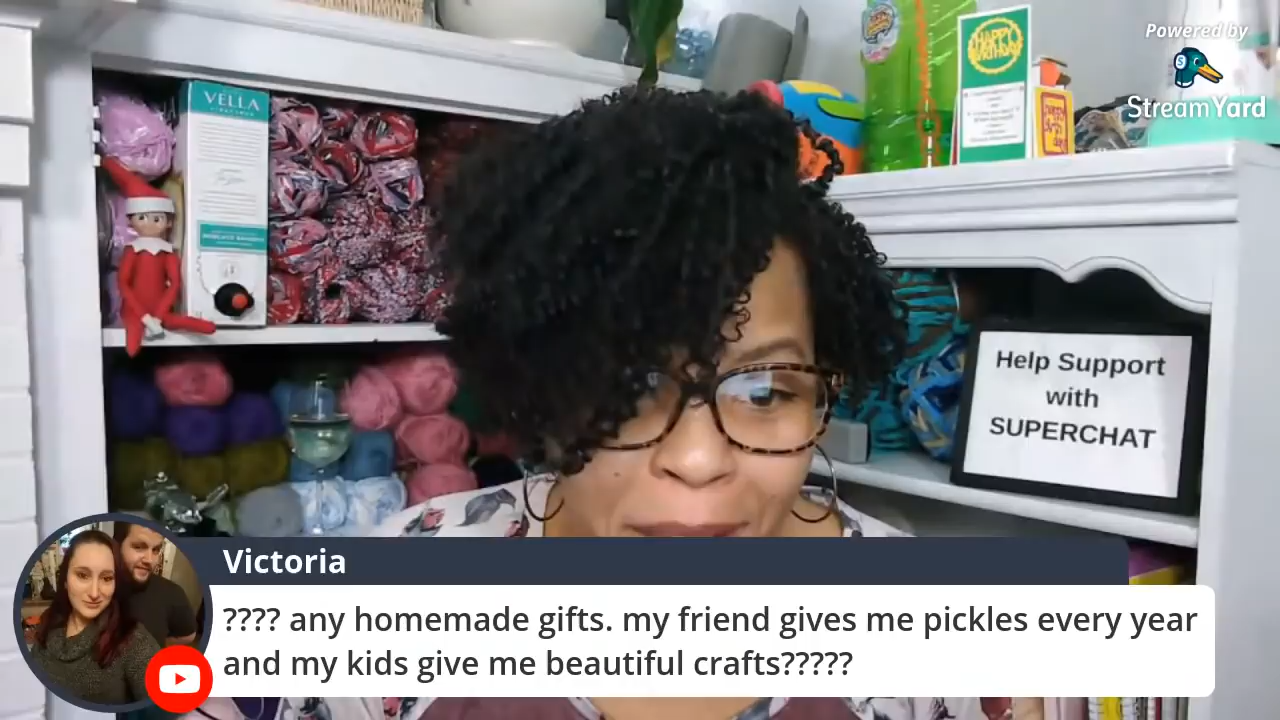 Powered by
StreamYard
VELLA
HAPPY
BIRTHDAY
Help Support
with
SUPERCHAT
Victoria
???? any homemade gifts. my friend gives me pickles every year
and my kids give me beautiful crafts?????